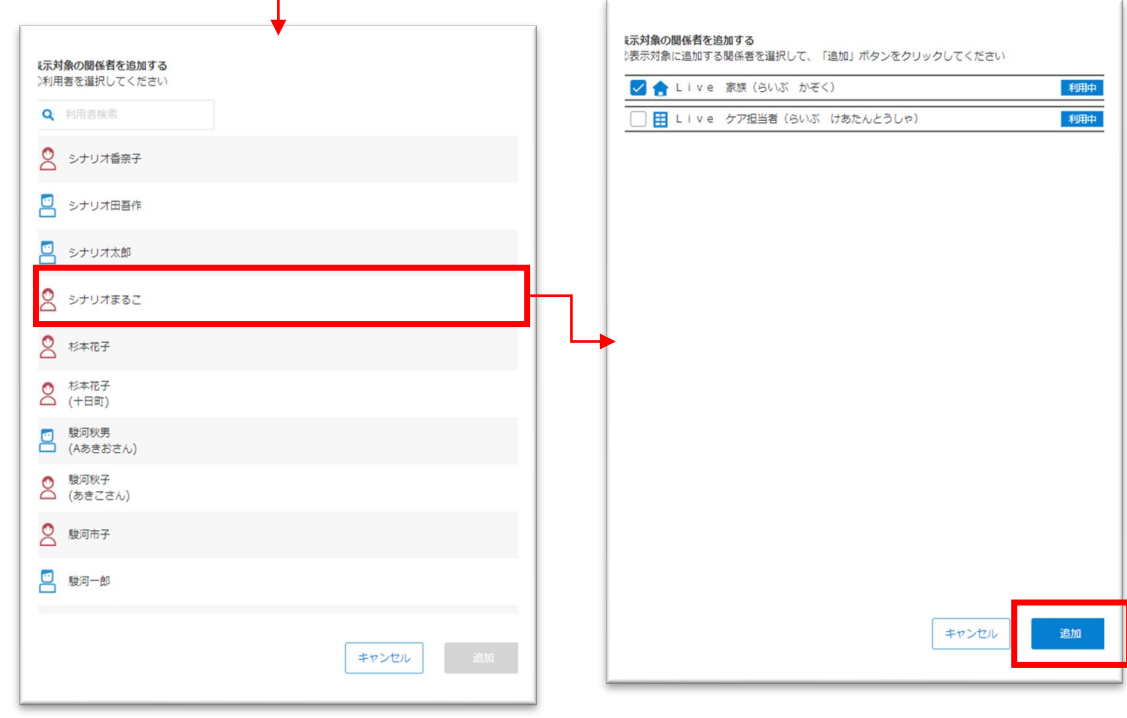 表示対象の関係者を追加する
利用者を選択してください
利用者検索
シナリオ香奈子
シナリオ田吾作
シナリオ太郎
シナリオまるこ
杉本花子
杉本花子
(十日町)
駿河秋男
(Aあきおさん)
駿河秋子
(あきこさん)
駿河市子
駿河一郎
キャンセル
追加
表示対象の関係者を追加する
表示対象に追加する関係者を選択して、「追加」ボタンをクリックしてください
Ｌｉｖｅ　家族（らいぶ　かぞく）
利用中
Ｌｉｖｅ　ケア担当者（らいぶ　けあたんとうしゃ）
利用中
キャンセル
追加